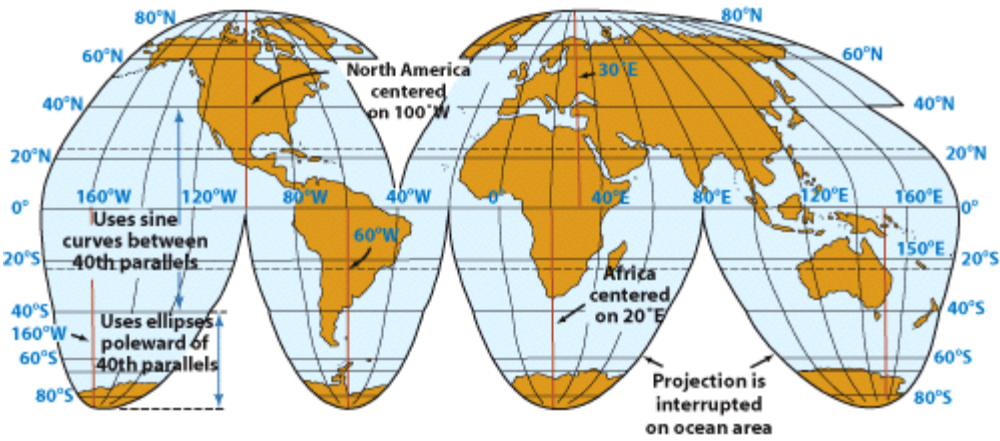 80°N
80°N
60°N
60°N
North America
centered
on 100°W
30°E
40°N
40°N
20°N
20°N
160°W
120°W
80°W
40°W
0°
40°E
80°E
120°E
160°E
0°
0°
Uses sine
curves between
40th parallels
60°W
150°E
20°S
20°S
Africa
centered
on 20°E
40°S
40°S
Uses ellipses
poleward of
40th parallels
160°W
60°S
60°S
80°S
80°S
Projection is
interrupted
on ocean area